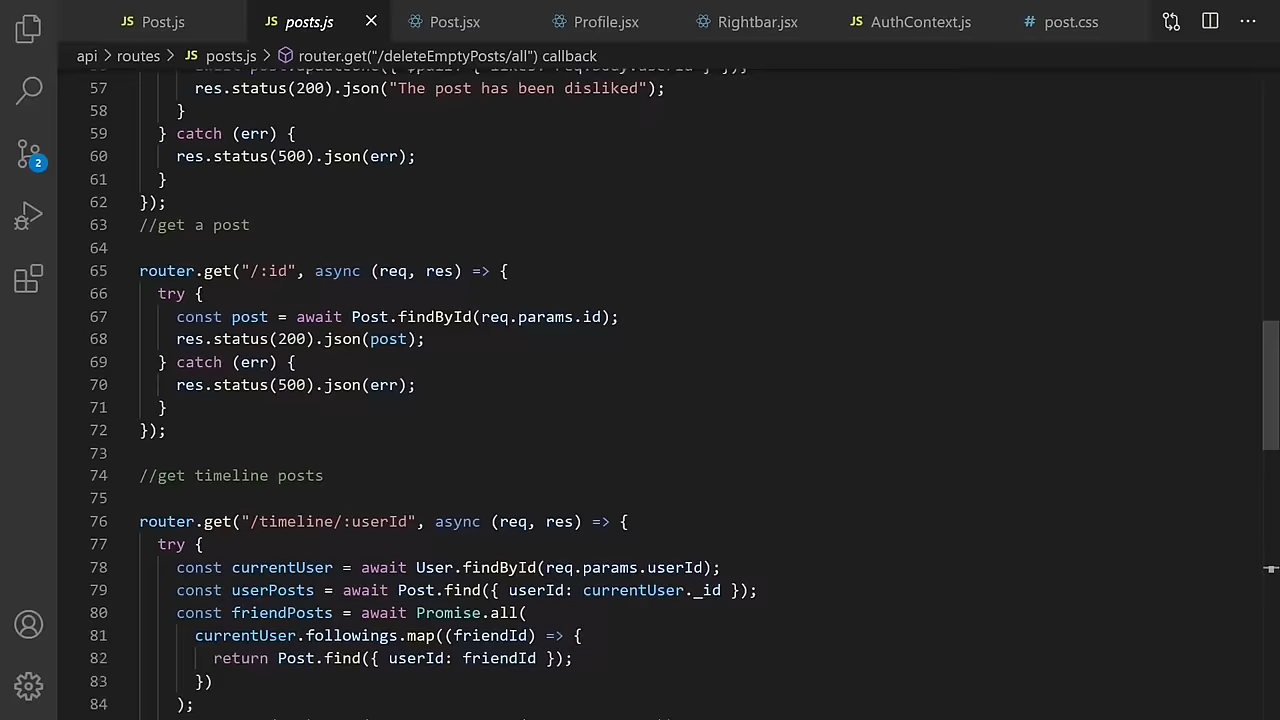 JS Post.js JS posts.js Post.jsx Profile.jsx Rightbar.jsx JS AuthContext.js # post.css
api > routes > JS posts.js > router.get("/deleteEmptyPosts/all") callback
57 res.status(200).json("The post has been disliked");
58 }
59 } catch (err) {
60 res.status(500).json(err);
61 }
62 });
63 //get a post
64
65 router.get("/:id", async (req, res) => {
66 try {
67 const post = await Post.findById(req.params.id);
68 res.status(200).json(post);
69 } catch (err) {
70 res.status(500).json(err);
71 }
72 });
73
74 //get timeline posts
75
76 router.get("/timeline/:userId", async (req, res) => {
77 try {
78 const currentUser = await User.findById(req.params.userId);
79 const userPosts = await Post.find({ userId: currentUser._id });
80 const friendPosts = await Promise.all(
81 currentUser.followings.map((friendId) => {
82 return Post.find({ userId: friendId });
83 })
84 );
2